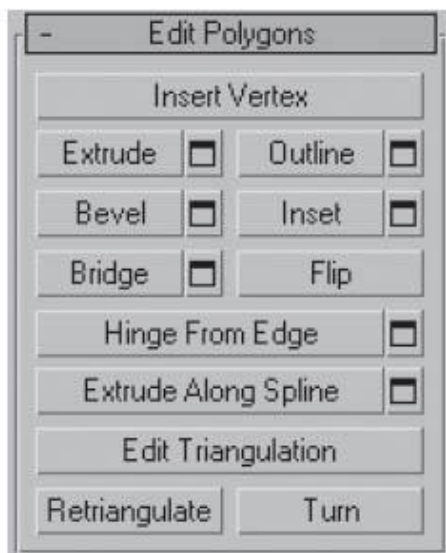 - Edit Polygons
Insert Vertex
Extrude Outline
Bevel Inset
Bridge Flip
Hinge From Edge
Extrude Along Spline
Edit Triangulation
Retriangulate Turn